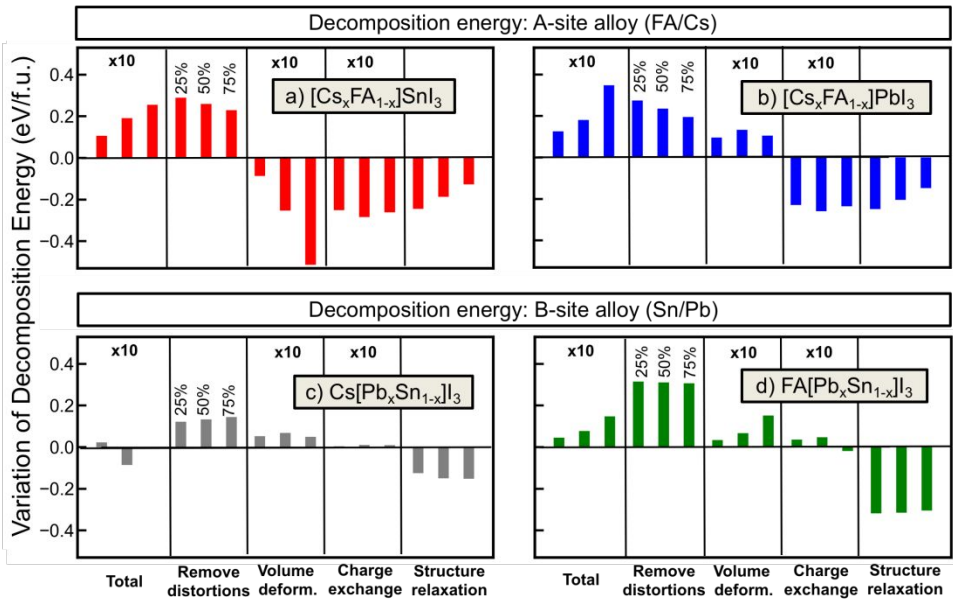 Decomposition energy: A-site alloy (FA/Cs)
Variation of Decomposition Energy (eV/f.u.)
x10 x10 x10
25% 50% 75%
a) [CsₓFA₁₋ₓ]SnI₃
0.4
0.2
0.0
−0.2
−0.4
x10 x10 x10
25% 50% 75%
b) [CsₓFA₁₋ₓ]PbI₃
Decomposition energy: B-site alloy (Sn/Pb)
x10 x10 x10
25% 50% 75%
c) Cs[PbₓSn₁₋ₓ]I₃
0.4
0.2
0.0
−0.2
−0.4
Total
Remove distortions
Volume deform.
Charge exchange
Structure relaxation
x10 x10 x10
25% 50% 75%
d) FA[PbₓSn₁₋ₓ]I₃
Total
Remove distortions
Volume deform.
Charge exchange
Structure relaxation